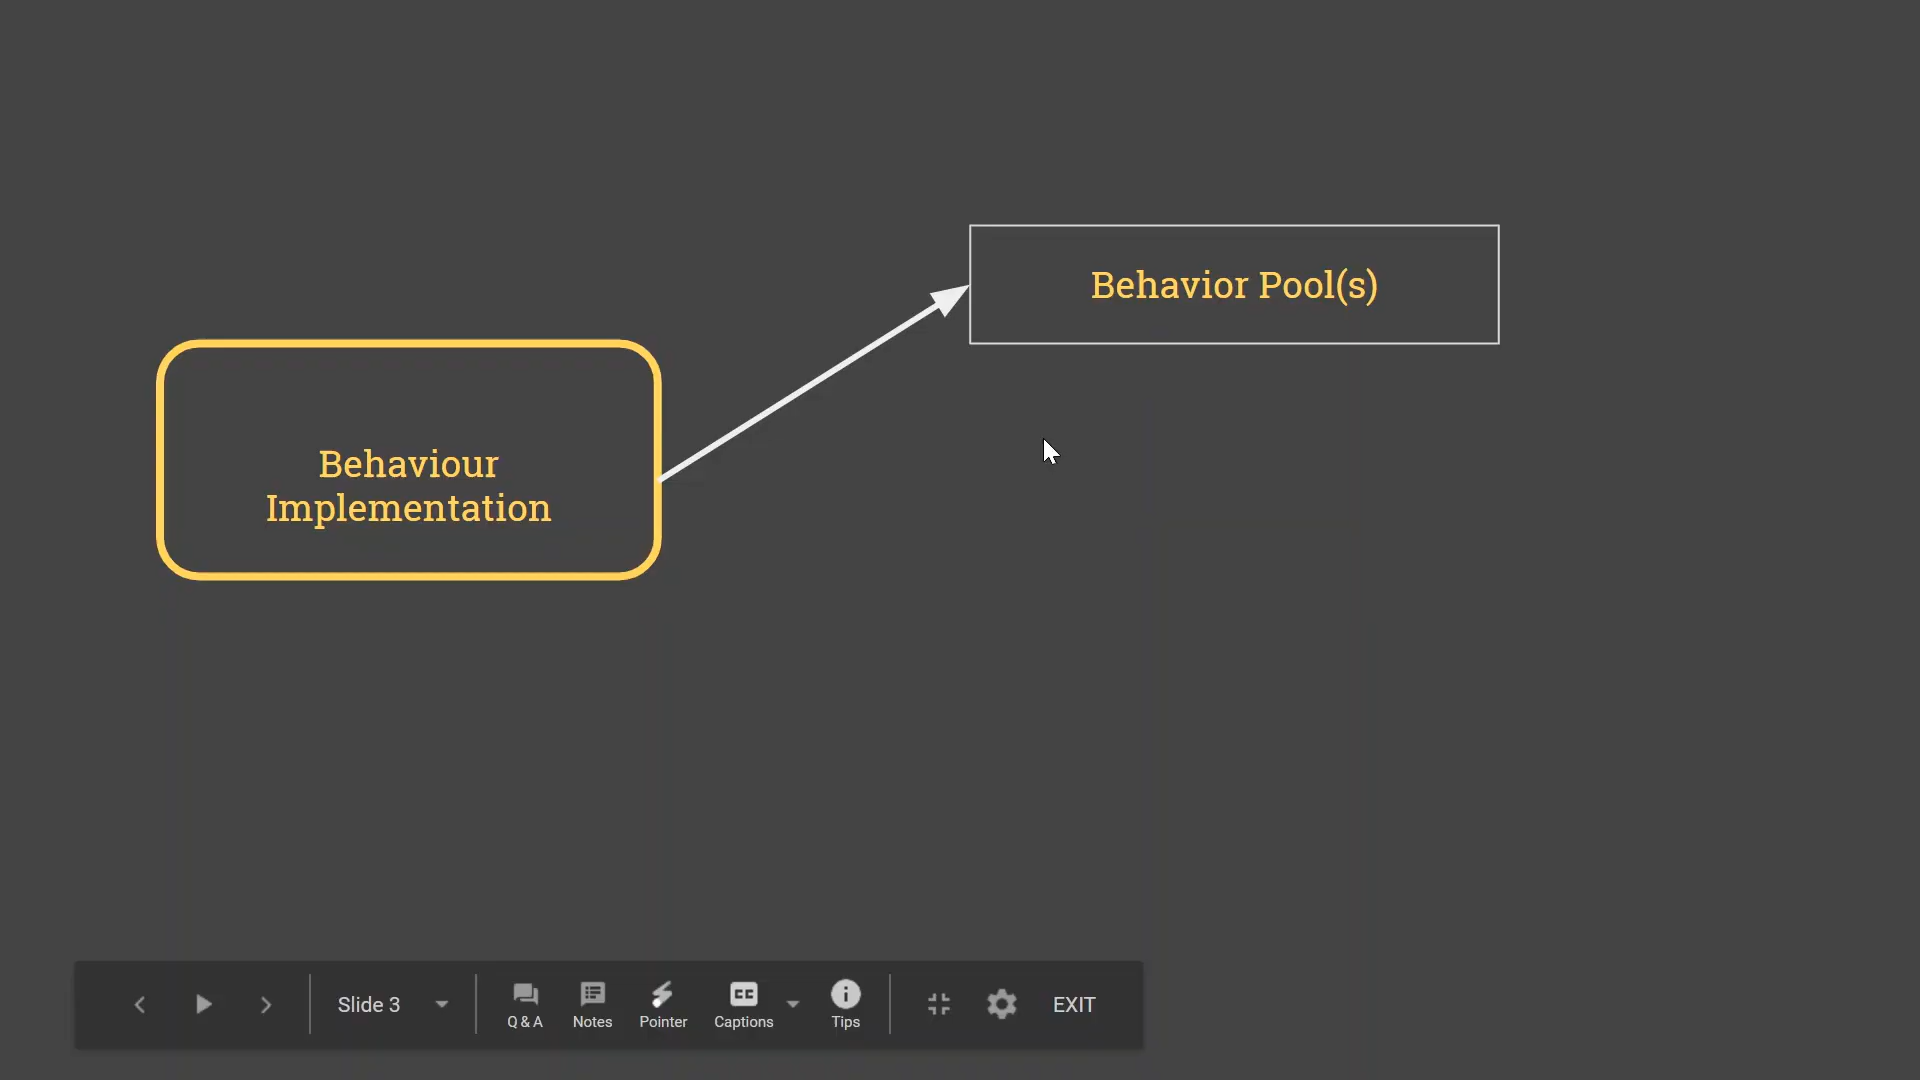 Behavior Pool(s)
Behaviour
Implementation
Slide 3
Q & A
Notes
Pointer
Captions
Tips
EXIT